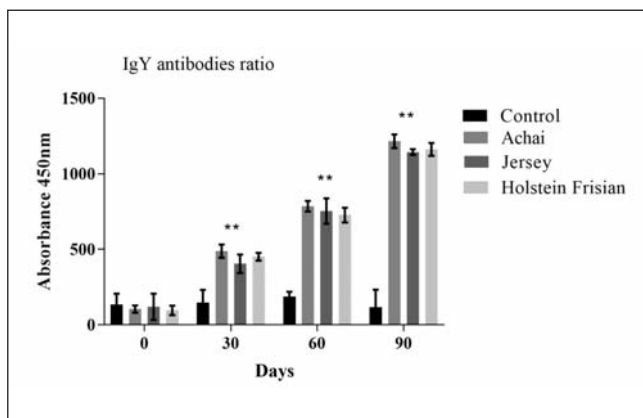 IgY antibodies ratio
1500
1000
500
0
Absorbance 450nm
**
**
**
0
30
60
90
Days
Control
Achai
Jersey
Holstein Frisian